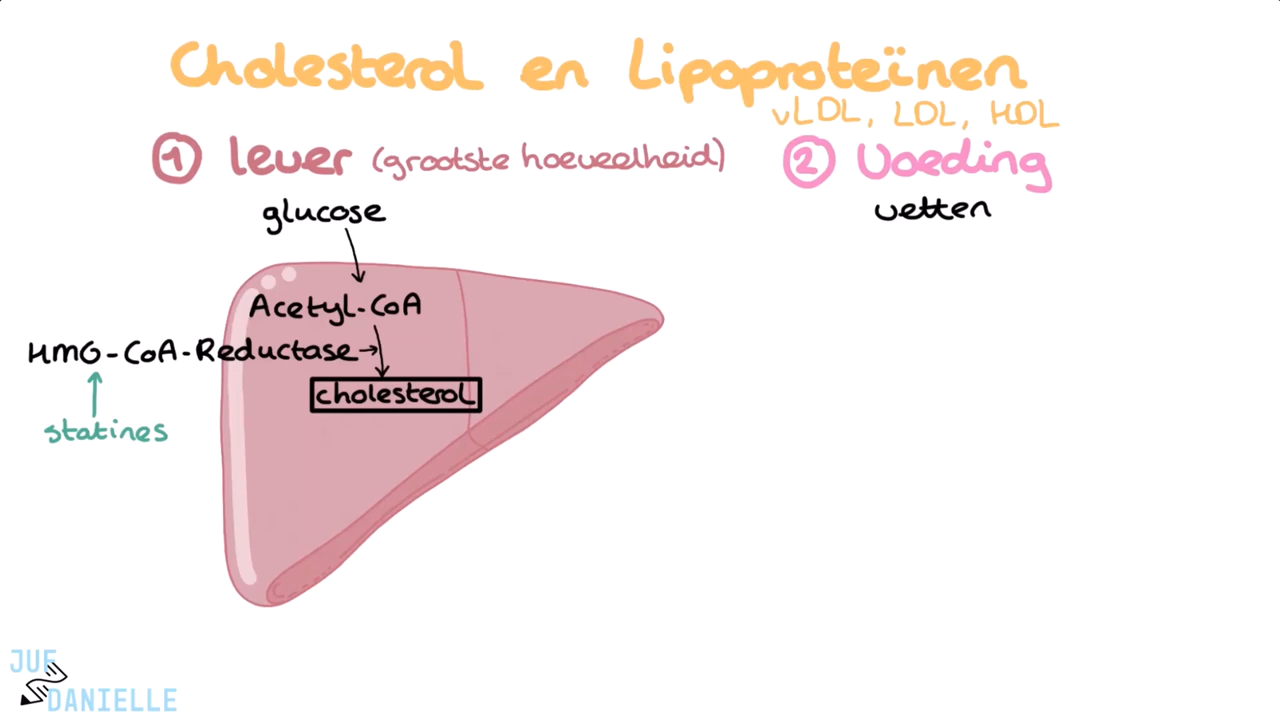 Cholesterol en Lipoproteïnen
vLDL, LDL, HDL
1 lever (grootste hoeveelheid)
2 Voeding
glucose
vetten
Acetyl-CoA
HMG-CoA-Reductase
cholesterol
statines
JUF
DANIELLE